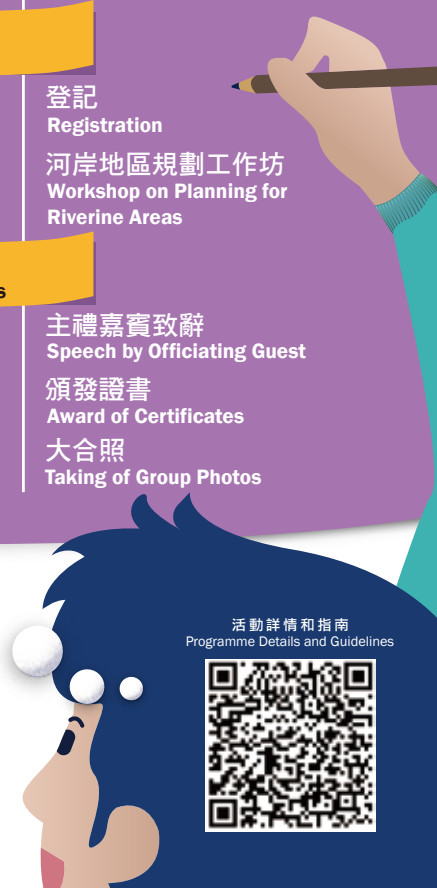 登記
Registration
河岸地區規劃工作坊
Workshop on Planning for
Riverine Areas
s
主禮嘉賓致辭
Speech by Officiating Guest
頒發證書
Award of Certificates
大合照
Taking of Group Photos
活動詳情和指南
Programme Details and Guidelines